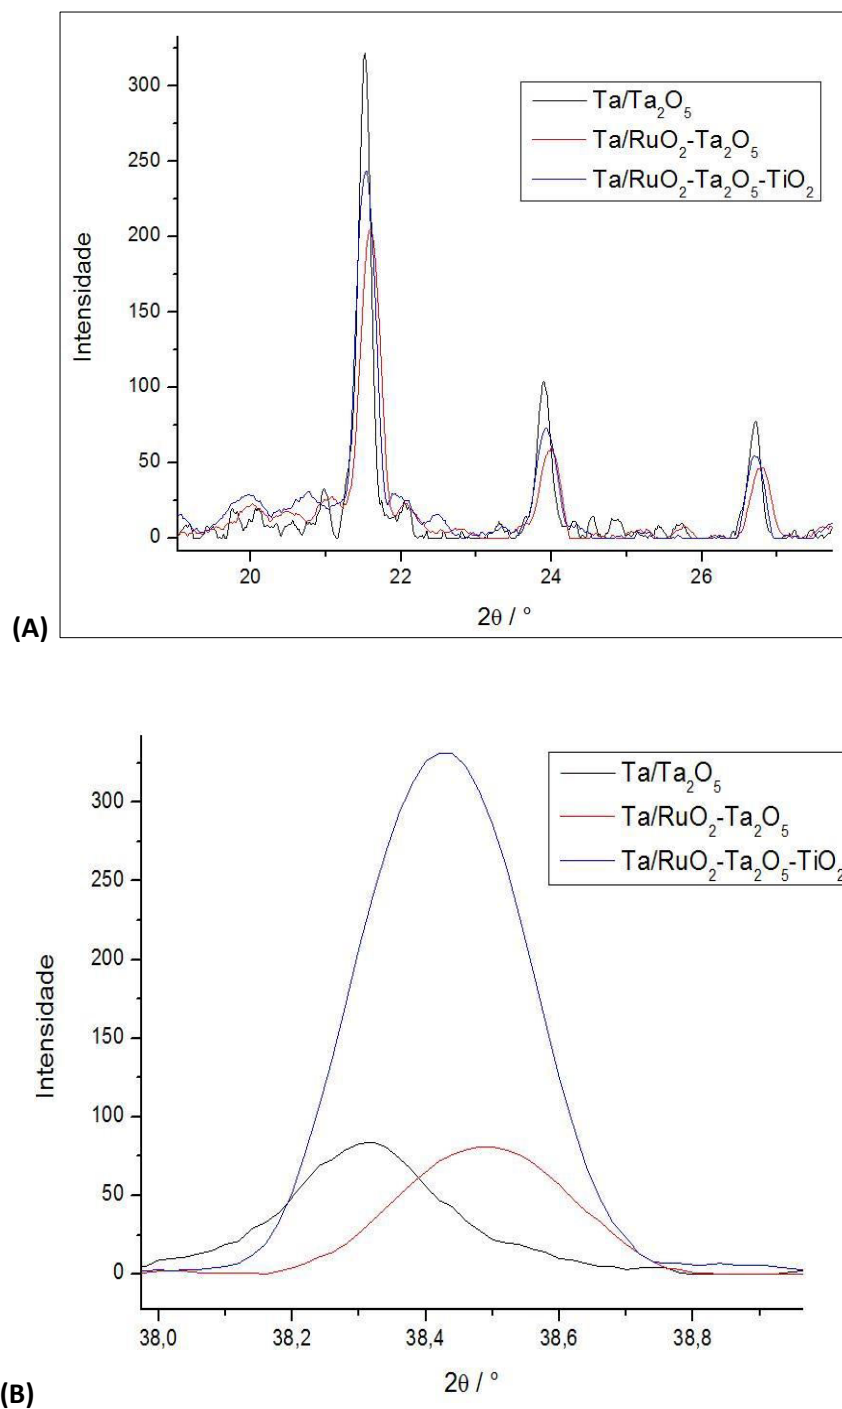 Ta/Ta₂O₅
Ta/RuO₂-Ta₂O₅
Ta/RuO₂-Ta₂O₅-TiO₂
Intensidade
300
250
200
150
100
50
0
20 22 24 26
2θ / º
(A)
Ta/Ta₂O₅
Ta/RuO₂-Ta₂O₅
Ta/RuO₂-Ta₂O₅-TiO₂
Intensidade
300
250
200
150
100
50
0
38,0 38,2 38,4 38,6 38,8
2θ / º
(B)